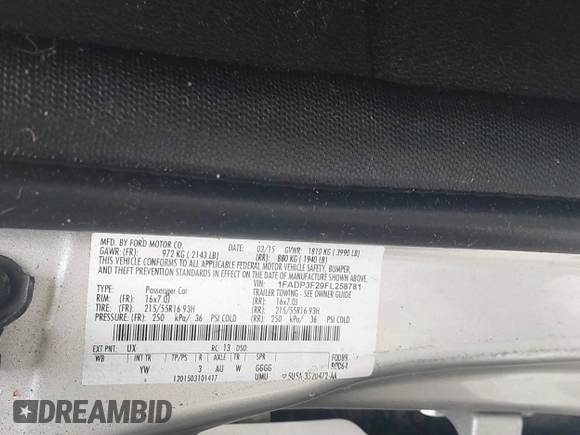 MFD. BY FORD MOTOR CO.
DATE: 03/15 GVWR: 1810 KG (3990 LB)
GAWR:(FR): 972 KG (2143 LB) (RR): 880 KG (1940 LB)
THIS VEHICLE CONFORMS TO ALL APPLICABLE FEDERAL MOTOR VEHICLE SAFETY, BUMPER,
AND THEFT PREVENTION STANDARDS IN EFFECT ON THE DATE OF MANUFACTURE SHOWN ABOVE.
VIN: 1FADP3F29FL258781
TYPE: Passenger Car TRAILER TOWING - SEE OWNER GUIDE
RIM: (FR): 16x7.0J (RR): 16x7.0J
TIRE: (FR): 215/55R16 93H (RR): 215/55R16 93H
PRESSURE: (FR): 250 kPa/ 36 PSI COLD (RR): 250 kPa/ 36 PSI COLD
EXT PNT: UX RC: 13 DSO:
WB INT TR TP/PS R AXLE TR SPR
YW 3 AU W GGGG
1201503101417 UMU
DREAMBID